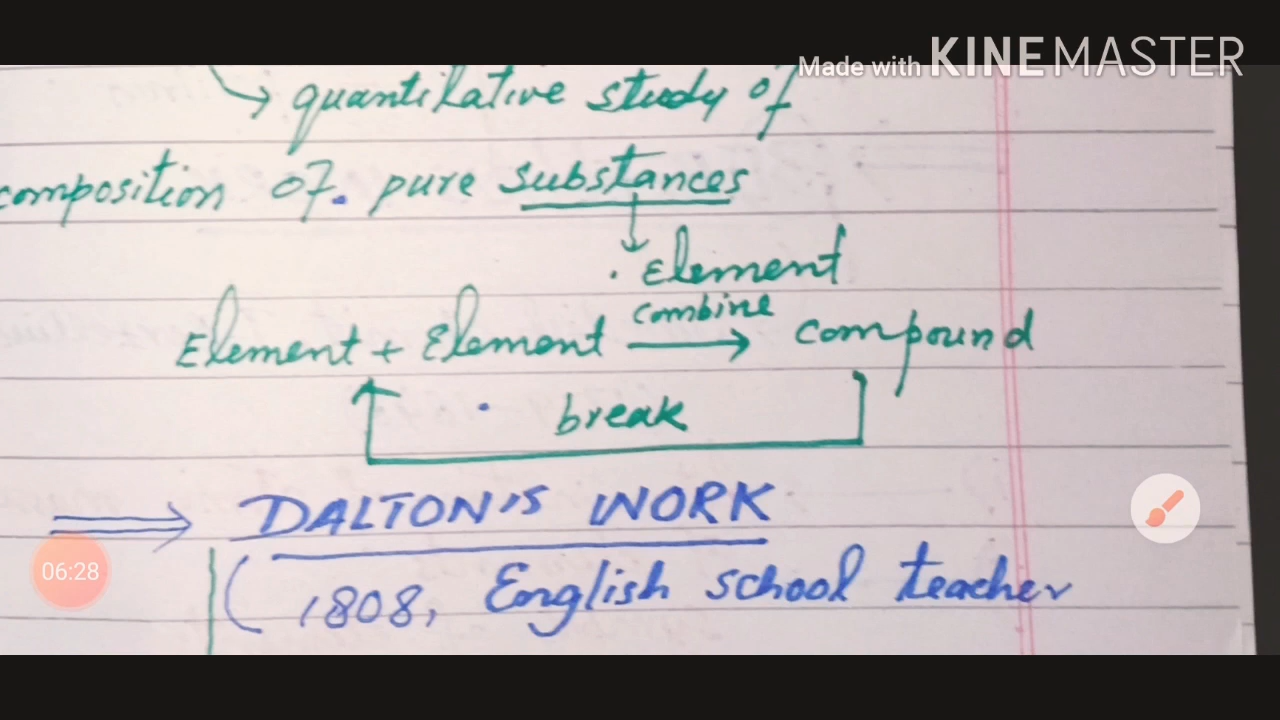 Made with KINEMASTER
quantitative study of
composition of. pure substances
Element
combine
Element + Element → compound
break
⇒ DALTON'S WORK
06:28
(1808, English school teacher